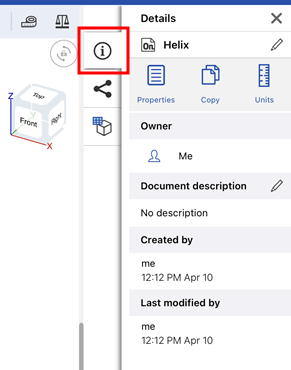 Details
On
Helix
Properties
Copy
Units
Owner
Me
Document description
No description
Created by
me
12:12 PM Apr 10
Last modified by
me
12:12 PM Apr 10
Z
Top
Y
Front
Right
X